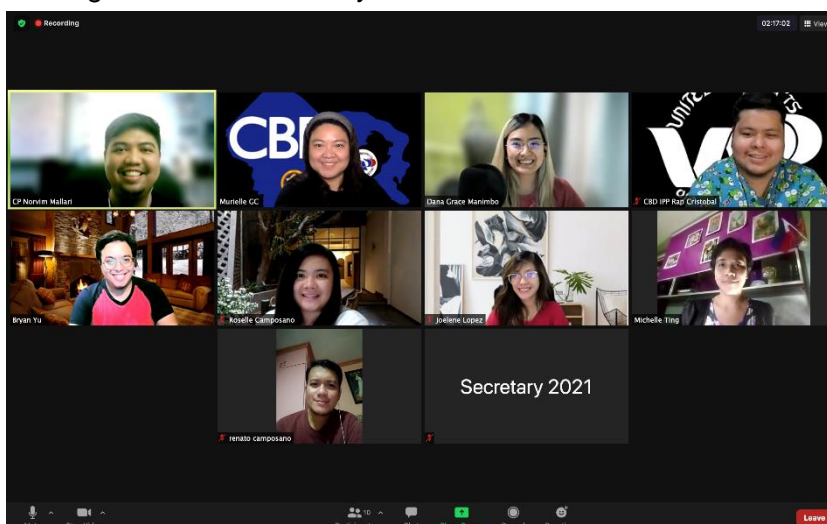 Recording
02:17:02
View
CBD
UNITED
CP Norvim Mallari
Murielle GC
Dana Grace Manimbo
CBD IPP Rap Cristobal
Bryan Yu
Roselle Camposano
Joelene Lopez
Michelle Ting
Secretary 2021
renato camposano
10
Leave